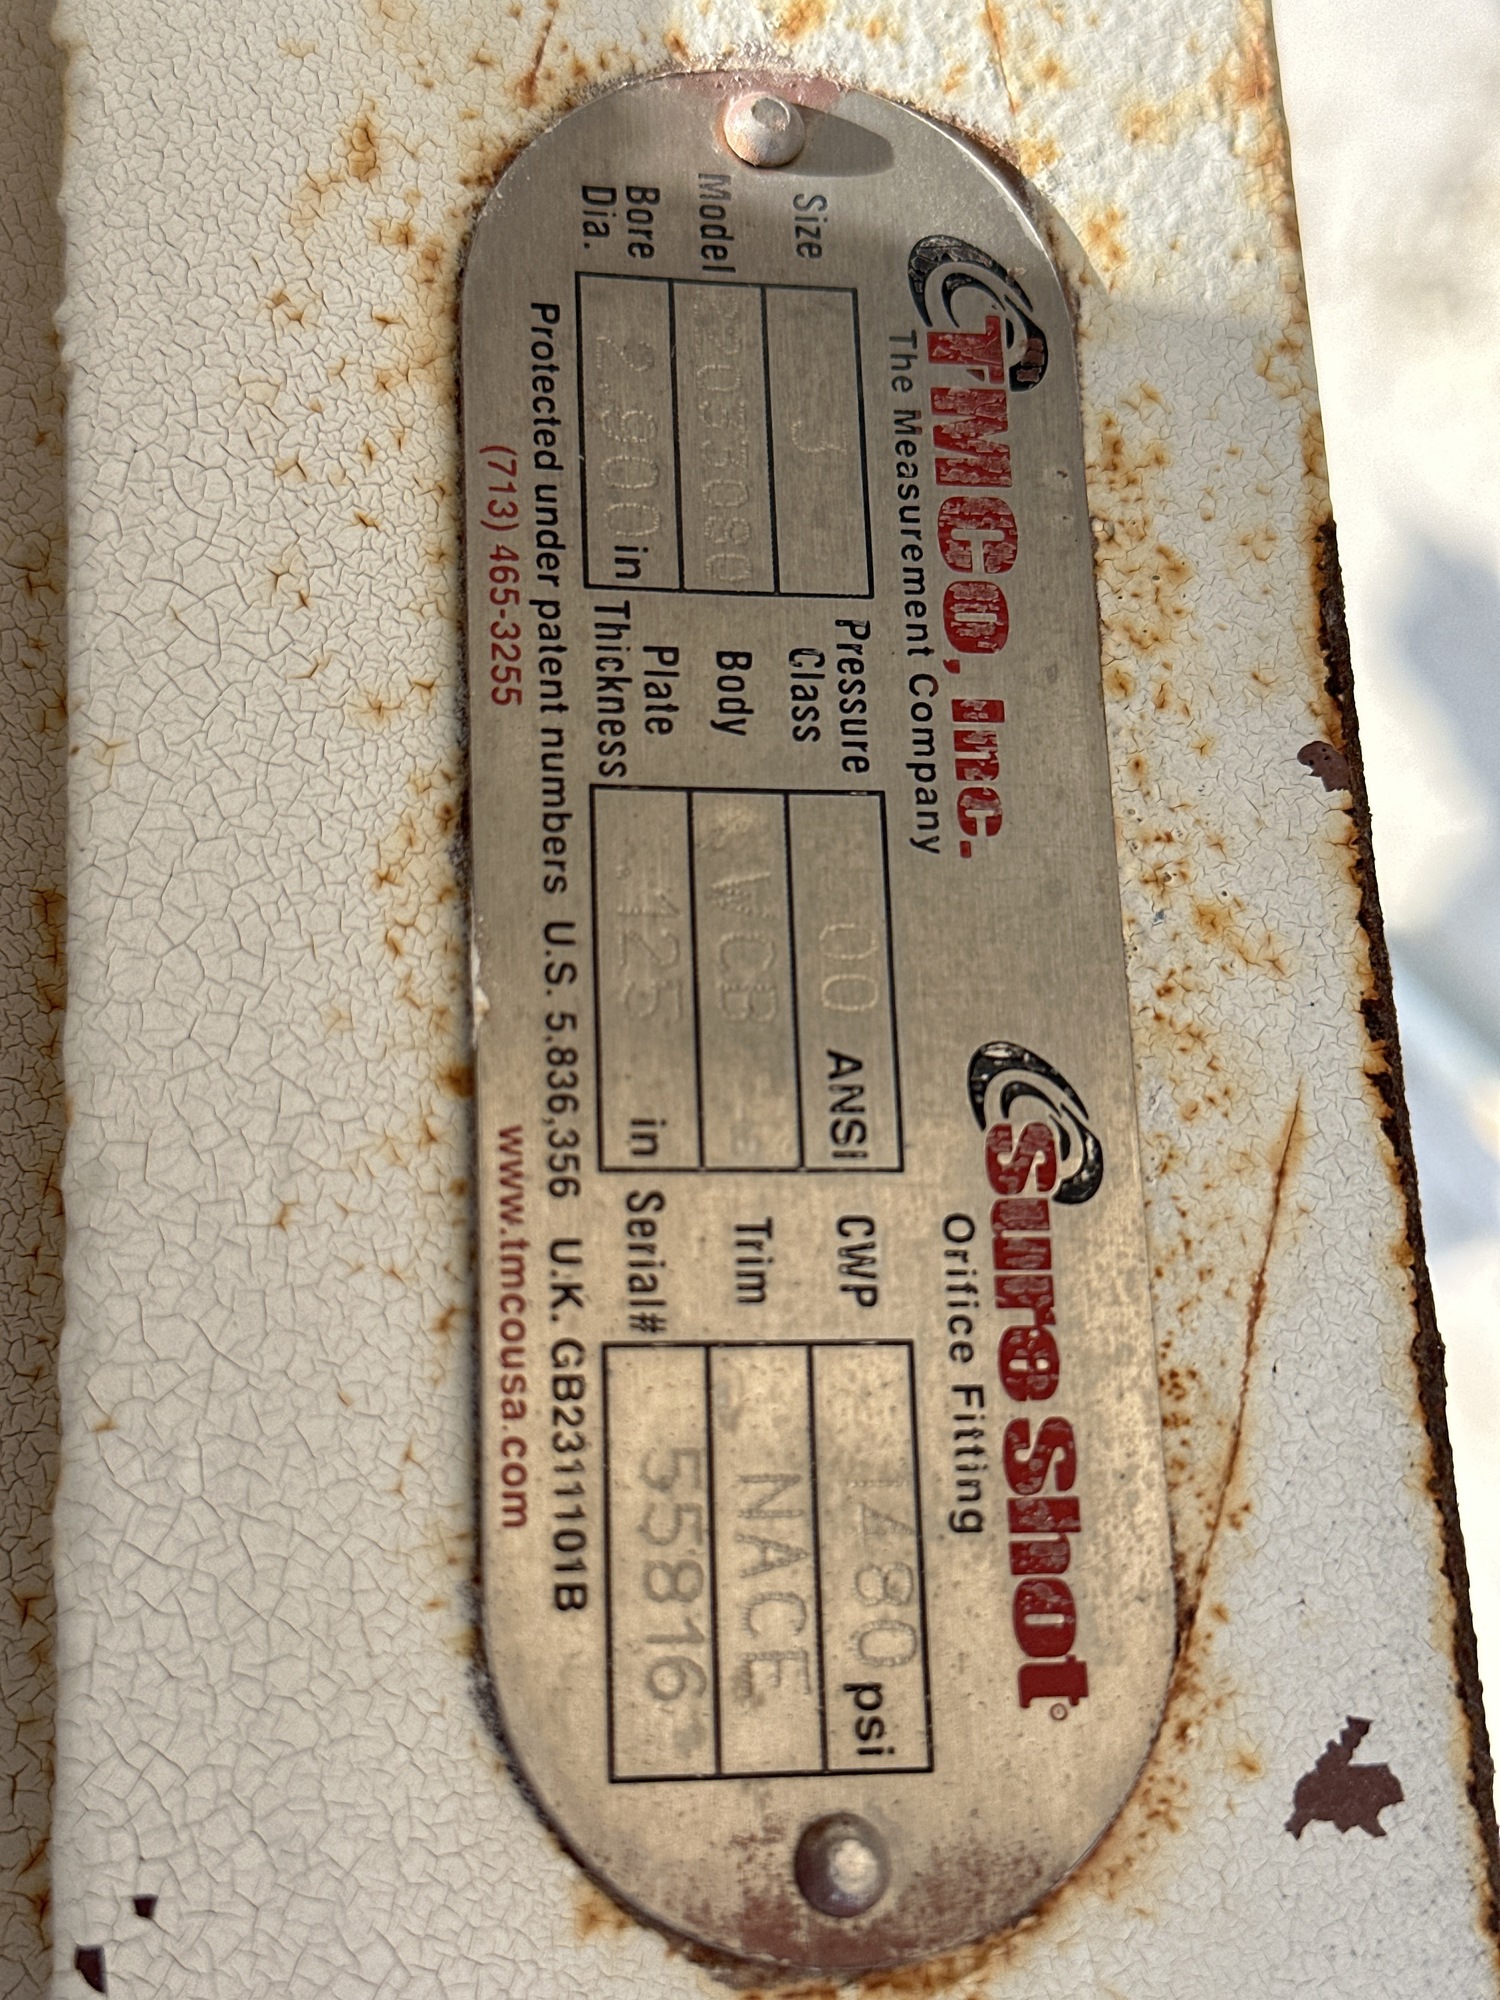 TMCo, Inc.
The Measurement Company
Sure Shot®
Orifice Fitting
Size 3 Pressure Class 00 ANSI CWP 1480 psi
Model Body WCB Trim NACE
Bore Dia. 2.900 in Plate Thickness .125 in Serial# 55816
Protected under patent numbers U.S. 5,836,356 U.K. GB2311101B
(713) 465-3255 www.tmcousa.com